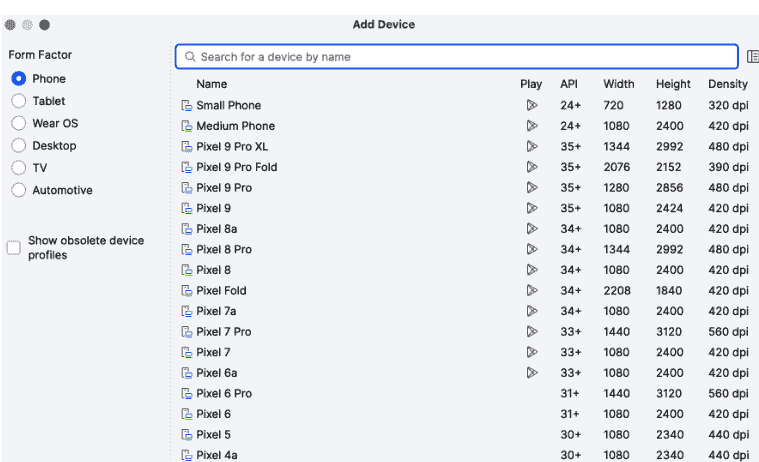 Add Device
Form Factor
Phone
Tablet
Wear OS
Desktop
TV
Automotive
Show obsolete device
profiles
Search for a device by name
Name Play API Width Height Density
Small Phone 24+ 720 1280 320 dpi
Medium Phone 24+ 1080 2400 420 dpi
Pixel 9 Pro XL 35+ 1344 2992 480 dpi
Pixel 9 Pro Fold 35+ 2076 2152 390 dpi
Pixel 9 Pro 35+ 1280 2856 480 dpi
Pixel 9 35+ 1080 2424 420 dpi
Pixel 8a 34+ 1080 2400 420 dpi
Pixel 8 Pro 34+ 1344 2992 480 dpi
Pixel 8 34+ 1080 2400 420 dpi
Pixel Fold 34+ 2208 1840 420 dpi
Pixel 7a 34+ 1080 2400 420 dpi
Pixel 7 Pro 33+ 1440 3120 560 dpi
Pixel 7 33+ 1080 2400 420 dpi
Pixel 6a 33+ 1080 2400 420 dpi
Pixel 6 Pro 31+ 1440 3120 560 dpi
Pixel 6 31+ 1080 2400 420 dpi
Pixel 5 30+ 1080 2340 440 dpi
Pixel 4a 30+ 1080 2340 440 dpi